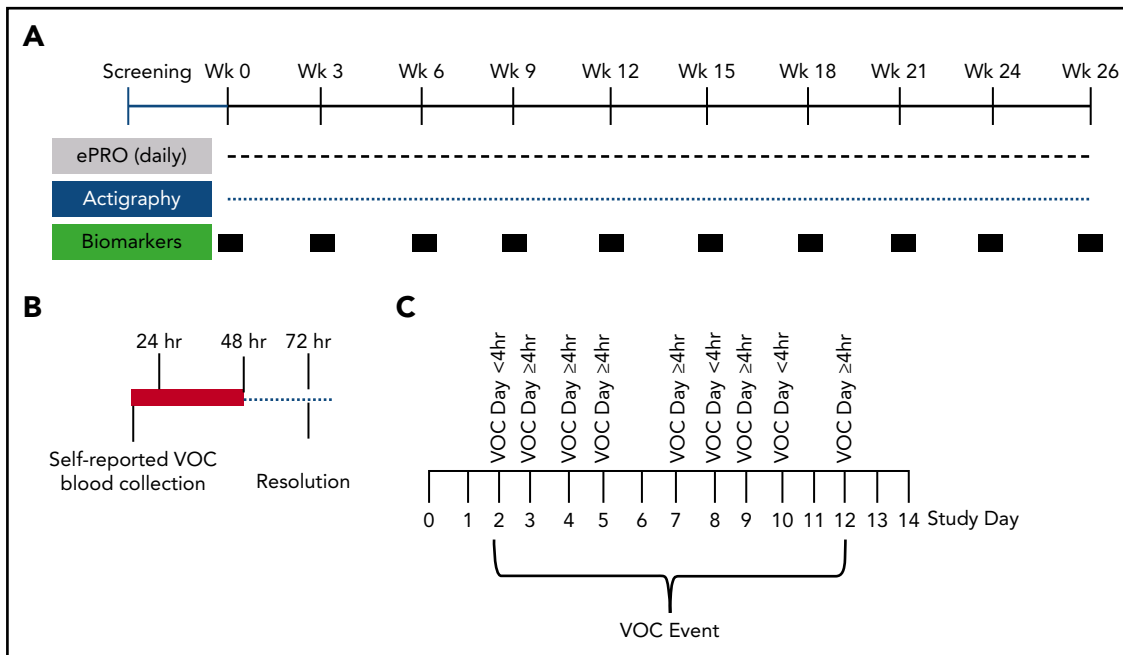 A
Screening Wk 0 Wk 3 Wk 6 Wk 9 Wk 12 Wk 15 Wk 18 Wk 21 Wk 24 Wk 26
ePRO (daily)
Actigraphy
Biomarkers
B
24 hr 48 hr 72 hr
Self-reported VOC
blood collection
Resolution
C
VOC Day <4hr
VOC Day ≥4hr
VOC Day ≥4hr
VOC Day ≥4hr
VOC Day ≥4hr
VOC Day <4hr
VOC Day ≥4hr
VOC Day <4hr
VOC Day ≥4hr
0 1 2 3 4 5 6 7 8 9 10 11 12 13 14 Study Day
VOC Event